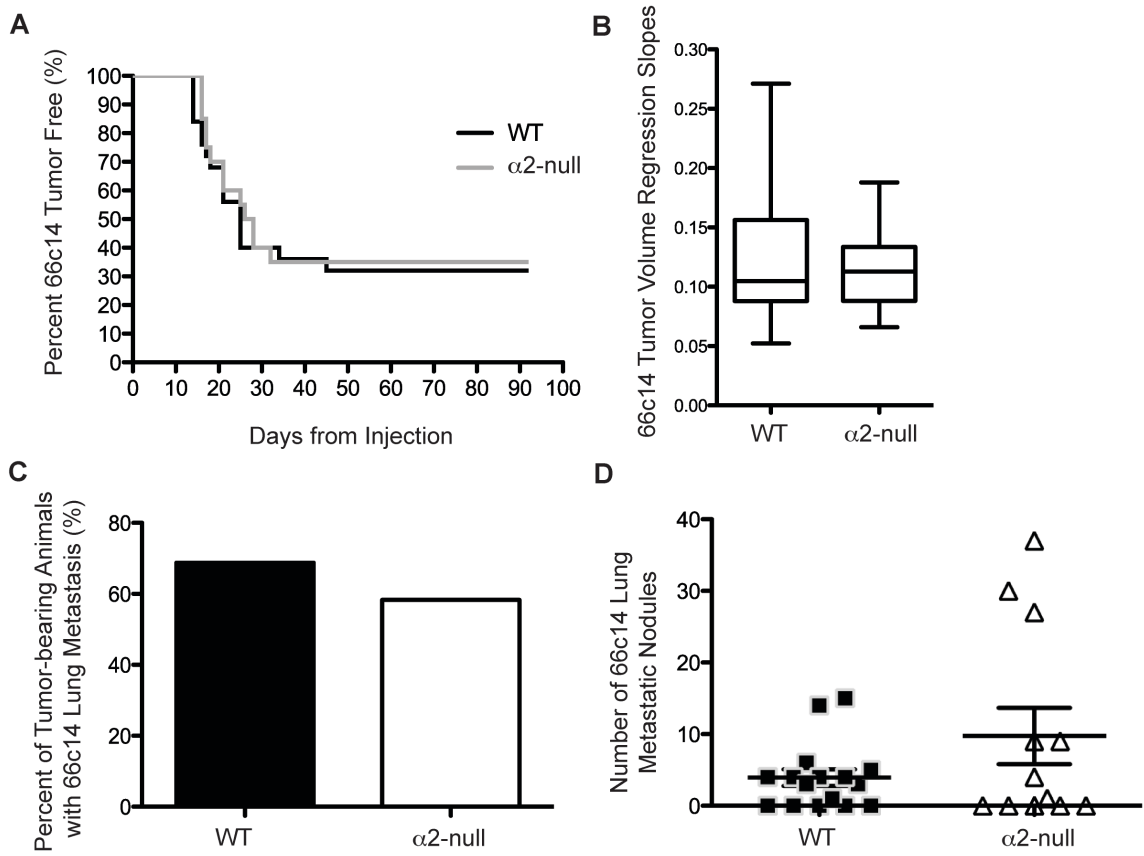 A
Percent 66c14 Tumor Free (%)
100
90
80
70
60
50
40
30
20
10
0
0 10 20 30 40 50 60 70 80 90 100
Days from Injection
WT
α2-null
B
66c14 Tumor Volume Regression Slopes
0.30
0.25
0.20
0.15
0.10
0.05
0.00
WT α2-null
C
Percent of Tumor-bearing Animals
with 66c14 Lung Metastasis (%)
80
60
40
20
0
WT α2-null
D
Number of 66c14 Lung
Metastatic Nodules
40
30
20
10
0
WT α2-null